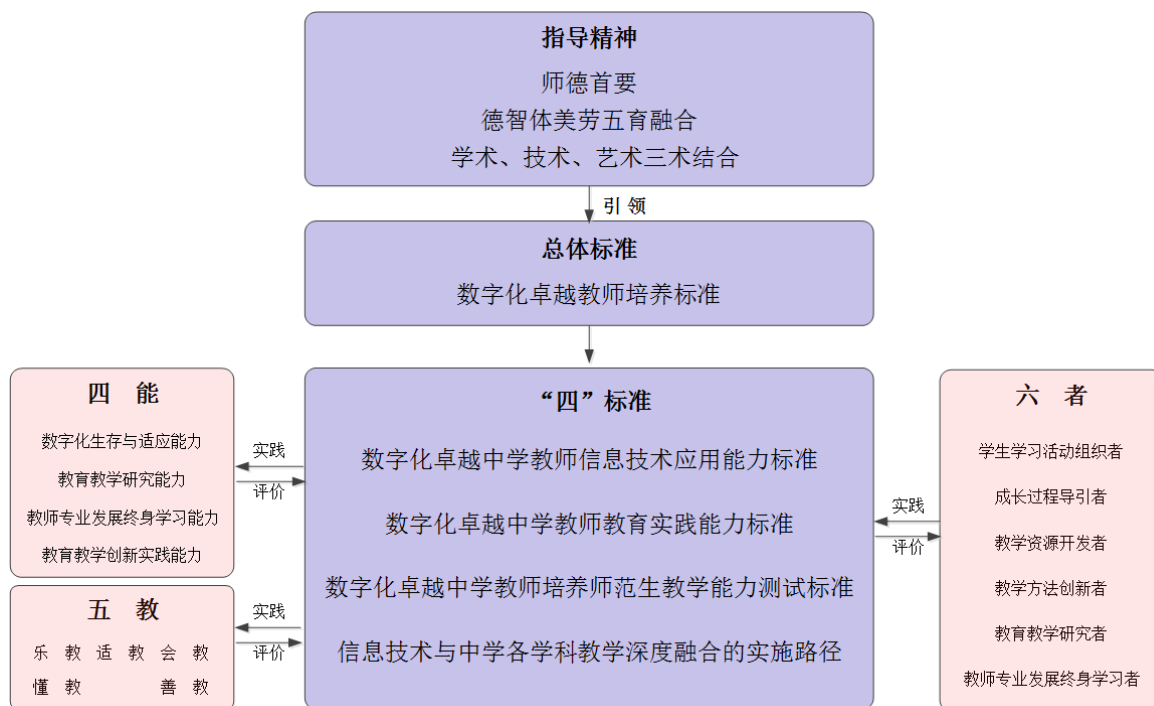 指导精神
师德首要
德智体美劳五育融合
学术、技术、艺术三术结合
引领
总体标准
数字化卓越教师培养标准
四 能
数字化生存与适应能力
教育教学研究能力
教师专业发展终身学习能力
教育教学创新实践能力
实践
评价
五 教
乐 教 适 教 会 教
懂 教 善 教
实践
评价
“四”标准
数字化卓越中学教师信息技术应用能力标准
数字化卓越中学教师教育实践能力标准
数字化卓越中学教师培养师范生教学能力测试标准
信息技术与中学各学科教学深度融合的实施路径
实践
评价
六 者
学生学习活动组织者
成长过程导引者
教学资源开发者
教学方法创新者
教育教学研究者
教师专业发展终身学习者